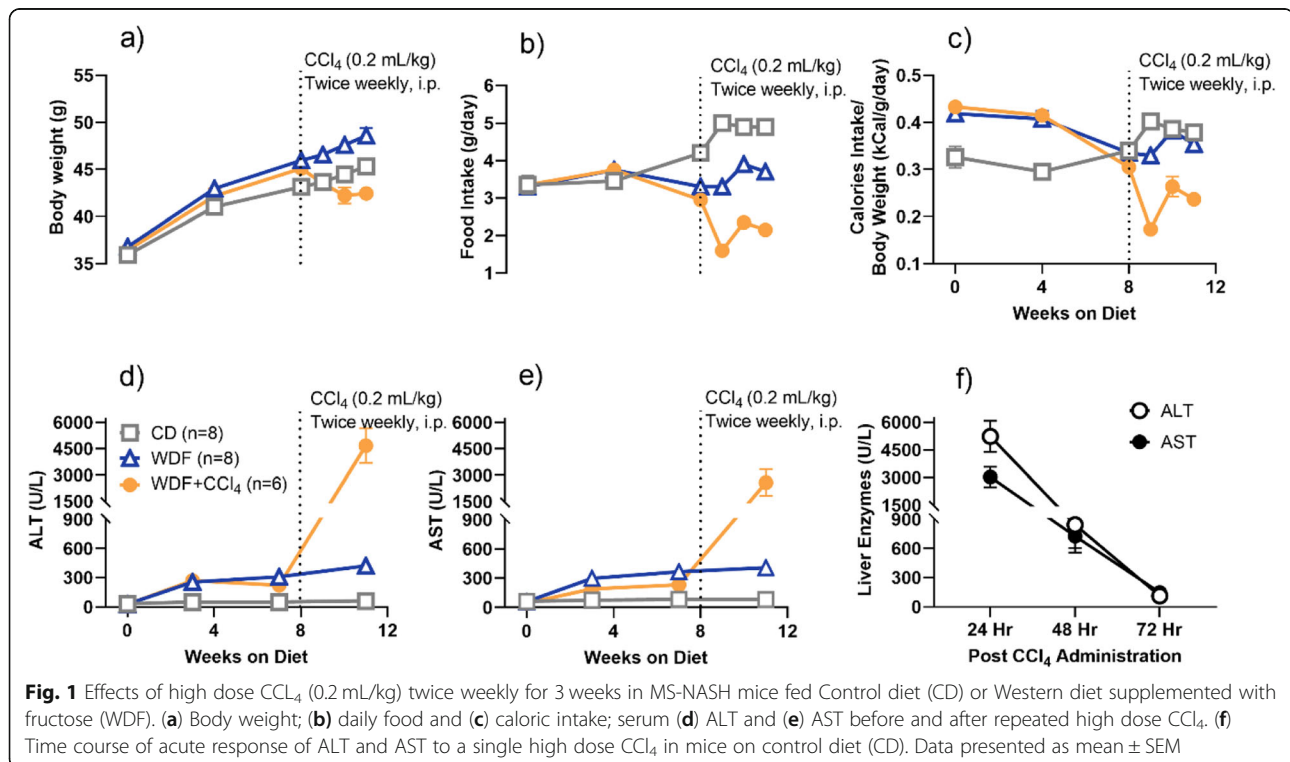 a)
CCl₄ (0.2 mL/kg)
Twice weekly, i.p.
Body weight (g)
55
50
45
40
35
b)
CCl₄ (0.2 mL/kg)
Twice weekly, i.p.
Food Intake (g/day)
6
5
4
3
2
1
c)
CCl₄ (0.2 mL/kg)
Twice weekly, i.p.
Calories Intake/
Body Weight (kCal/g/day)
0.5
0.4
0.3
0.2
0.1
0 4 8 12
Weeks on Diet
d)
CCl₄ (0.2 mL/kg)
Twice weekly, i.p.
ALT (U/L)
6000
4500
3000
1500
900
600
300
0
CD (n=8)
WDF (n=8)
WDF+CCl₄ (n=6)
0 4 8 12
Weeks on Diet
e)
CCl₄ (0.2 mL/kg)
Twice weekly, i.p.
AST (U/L)
6000
4500
3000
1500
900
600
300
0
0 4 8 12
Weeks on Diet
f)
Liver Enzymes (U/L)
6000
4500
3000
1500
900
600
300
0
ALT
AST
24 Hr 48 Hr 72 Hr
Post CCl₄ Administration
Fig. 1 Effects of high dose CCL₄ (0.2 mL/kg) twice weekly for 3 weeks in MS-NASH mice fed Control diet (CD) or Western diet supplemented with
fructose (WDF). (a) Body weight; (b) daily food and (c) caloric intake; serum (d) ALT and (e) AST before and after repeated high dose CCl₄. (f)
Time course of acute response of ALT and AST to a single high dose CCl₄ in mice on control diet (CD). Data presented as mean ± SEM